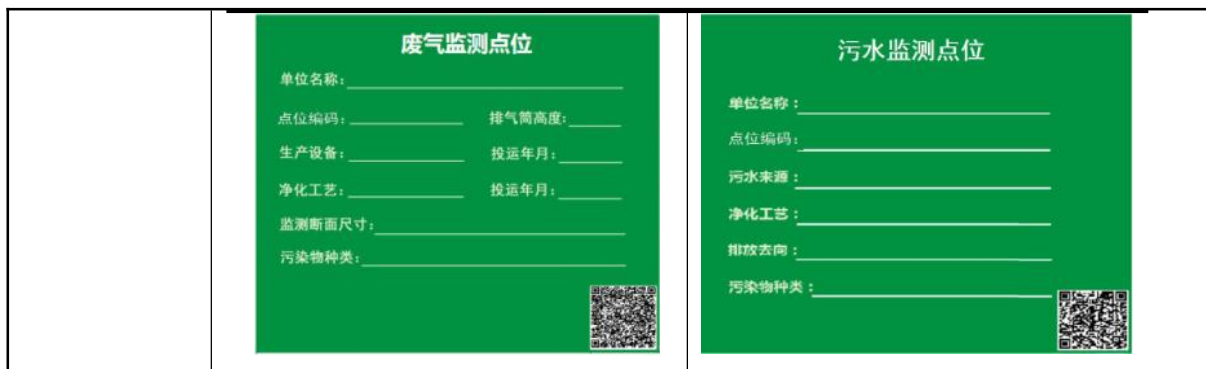 废气监测点位
单位名称：
点位编码： 排气筒高度：
生产设备： 投运年月：
净化工艺： 投运年月：
监测断面尺寸：
污染物种类：
污水监测点位
单位名称：
点位编码：
污水来源：
净化工艺：
排放去向：
污染物种类：